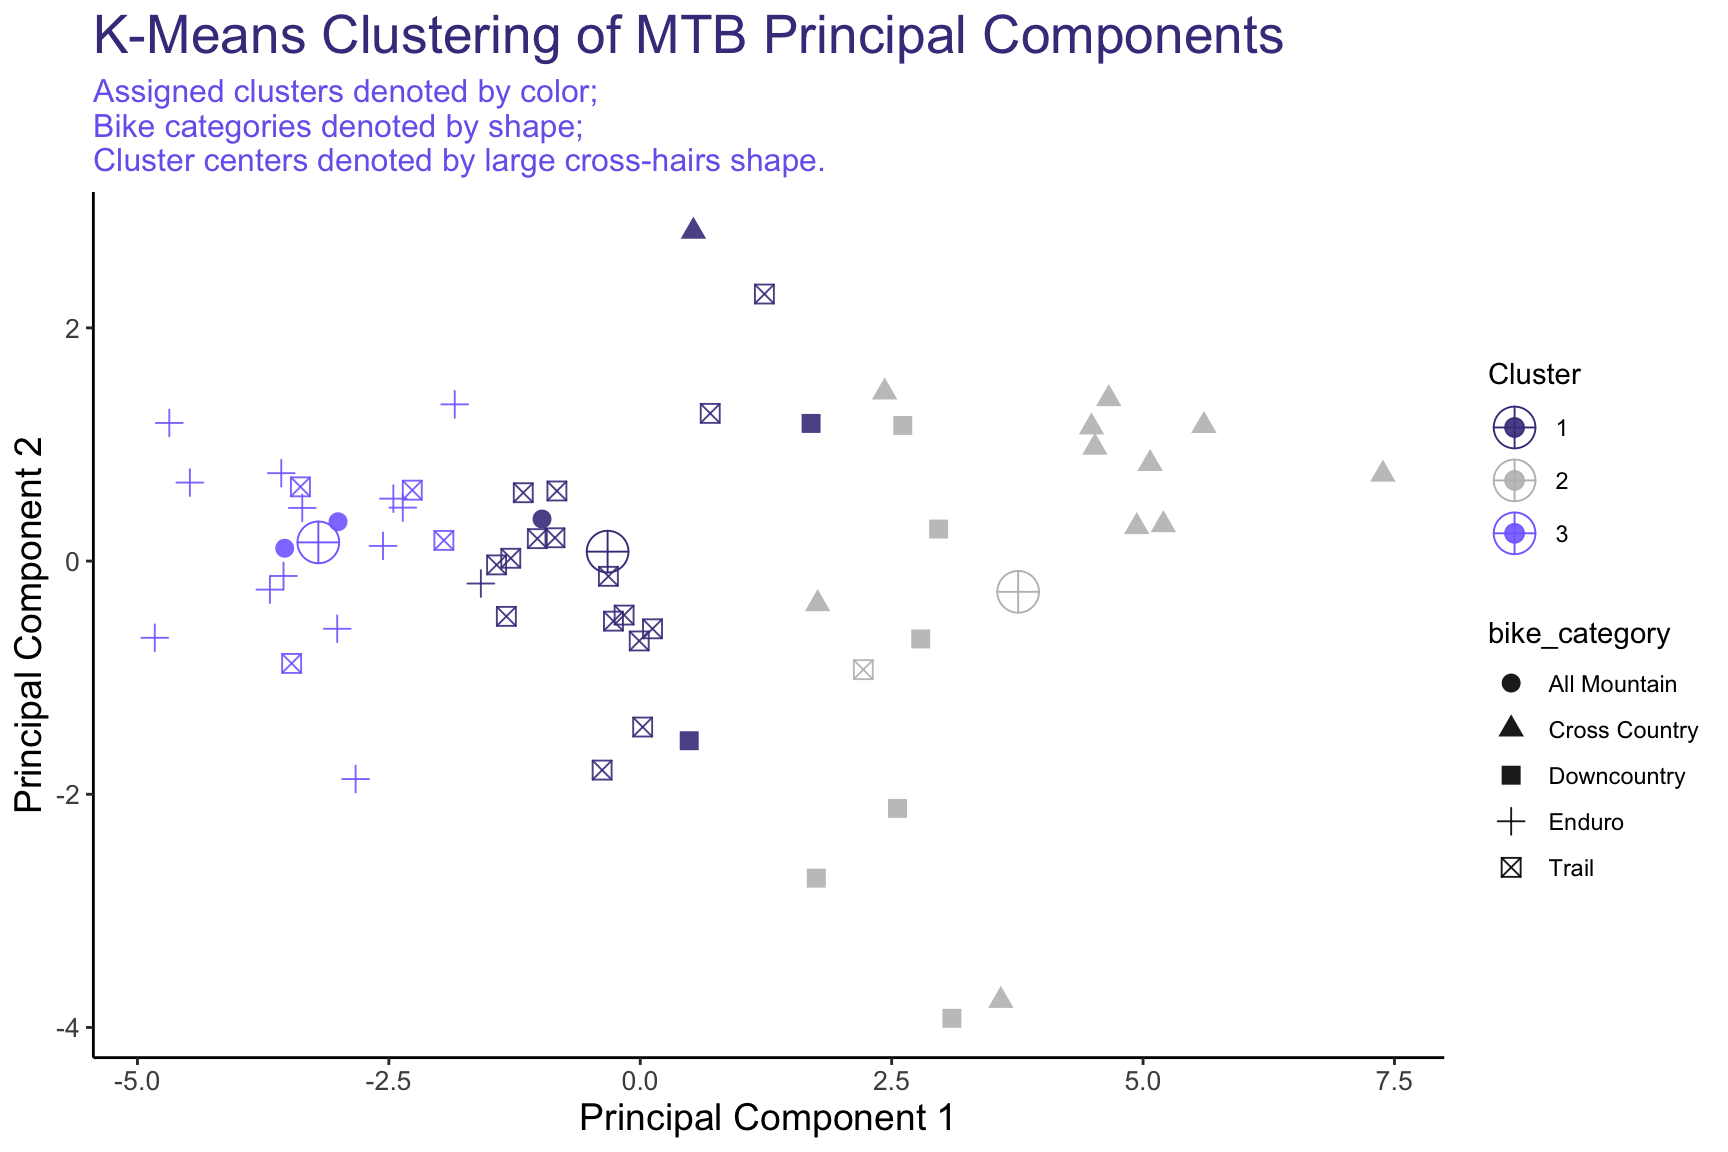 K-Means Clustering of MTB Principal Components
Assigned clusters denoted by color;
Bike categories denoted by shape;
Cluster centers denoted by large cross-hairs shape.
Principal Component 2
2
0
-2
-4
-5.0
-2.5
0.0
2.5
5.0
7.5
Principal Component 1
Cluster
1
2
3
bike_category
All Mountain
Cross Country
Downcountry
Enduro
Trail